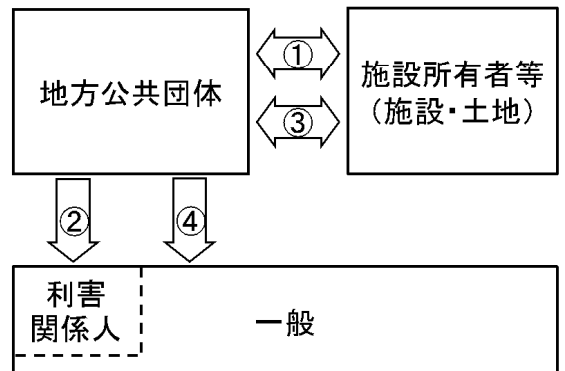 地方公共団体
①
③
施設所有者等
（施設・土地）
②
④
利害
関係人
一般